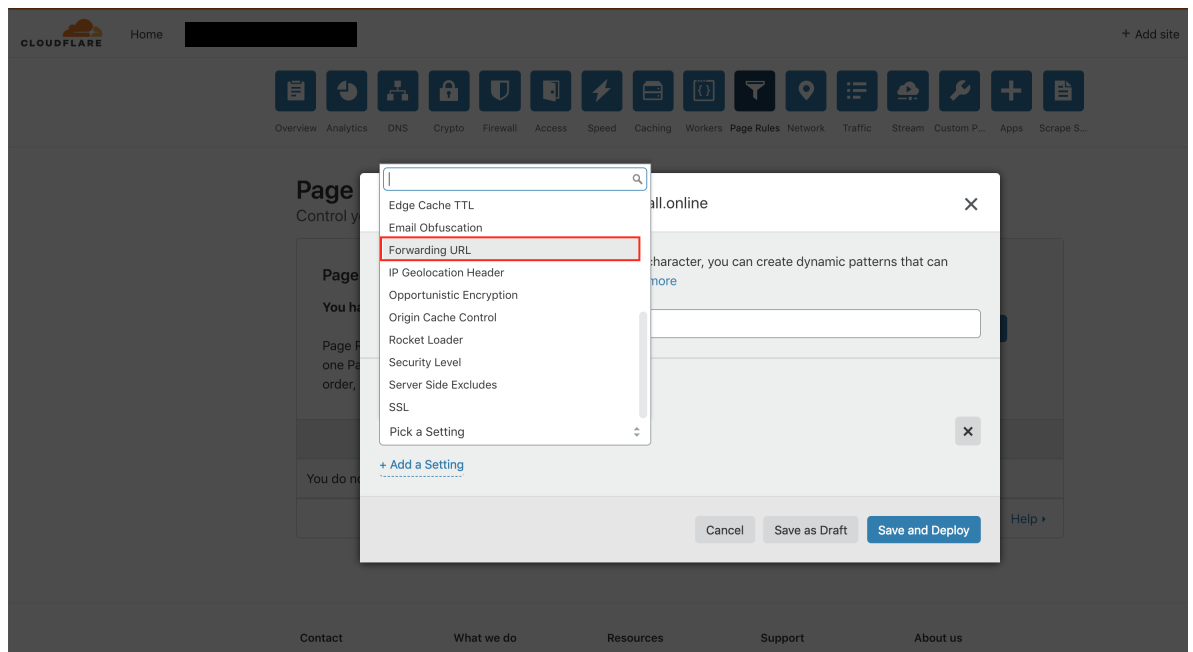 CLOUDFLARE
Home
+ Add site
Overview Analytics DNS Crypto Firewall Access Speed Caching Workers Page Rules Network Traffic Stream Custom P... Apps Scrape S...
Page
Control
all.online
Edge Cache TTL
Email Obfuscation
Forwarding URL
IP Geolocation Header
Opportunistic Encryption
Origin Cache Control
Rocket Loader
Security Level
Server Side Excludes
SSL
Pick a Setting
character, you can create dynamic patterns that can
more
Page
You
Page
one
order,
+ Add a Setting
You do
Cancel Save as Draft Save and Deploy
Help
Contact What we do Resources Support About us